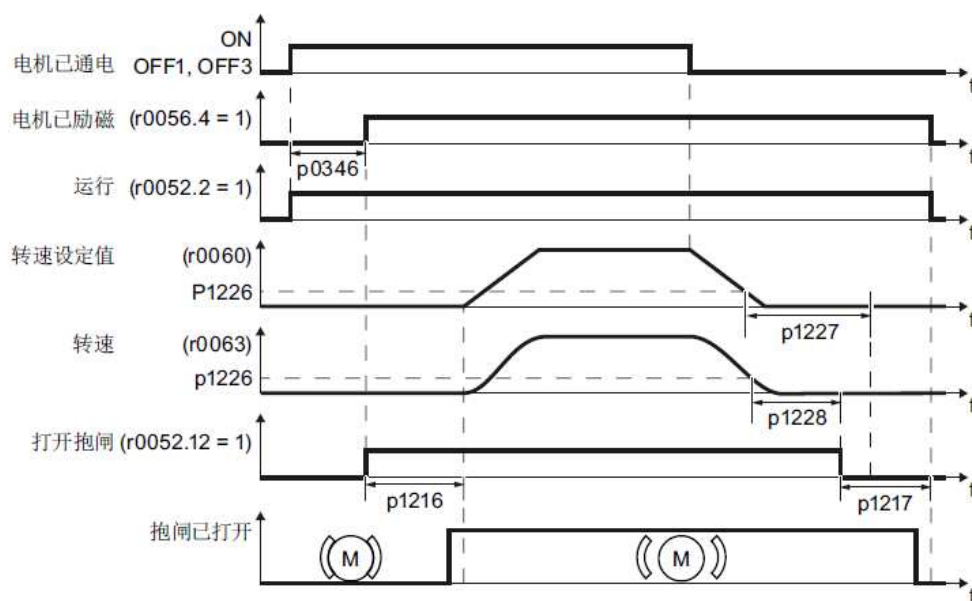 ON
电机已通电 OFF1, OFF3
t
电机已励磁 (r0056.4 = 1)
t
p0346
运行 (r0052.2 = 1)
t
转速设定值 (r0060)
P1226
t
p1227
转速 (r0063)
p1226
t
p1228
打开抱闸 (r0052.12 = 1)
t
p1216
p1217
抱闸已打开
M
M
t